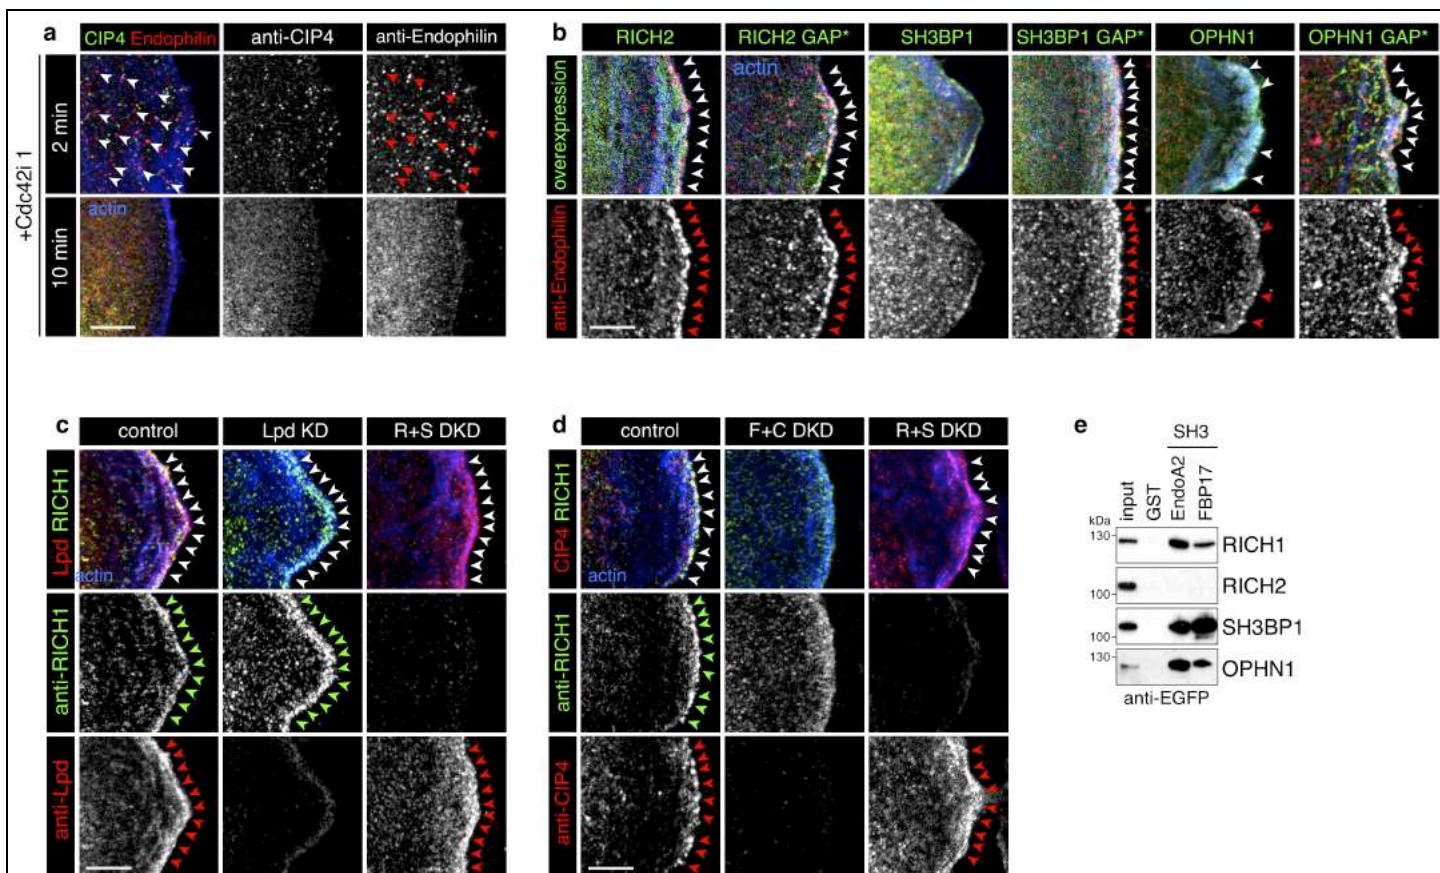 a
CIP4 Endophilin
anti-CIP4
anti-Endophilin
+Cdc42i 1
2 min
10 min
actin
b
RICH2
RICH2 GAP*
SH3BP1
SH3BP1 GAP*
OPHN1
OPHN1 GAP*
overexpression
anti-Endophilin
actin
c
control
Lpd KD
R+S DKD
Lpd RICH1
actin
anti-RICH1
anti-Lpd
d
control
F+C DKD
R+S DKD
CIP4 RICH1
actin
anti-RICH1
anti-CIP4
e
SH3
input
GST
EndoA2
FBP17
kDa
130
RICH1
100
RICH2
100
SH3BP1
130
OPHN1
anti-EGFP